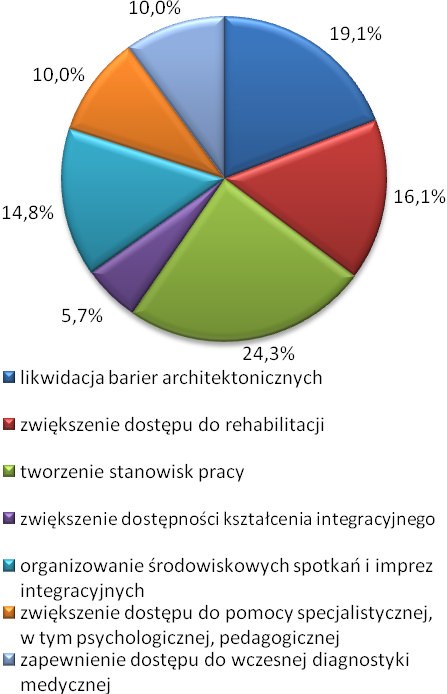 10,0%
19,1%
10,0%
16,1%
14,8%
5,7%
24,3%
likwidacja barier architektonicznych
zwiększenie dostępu do rehabilitacji
tworzenie stanowisk pracy
zwiększenie dostępności kształcenia integracyjnego
organizowanie środowiskowych spotkań i imprez
integracyjnych
zwiększenie dostępu do pomocy specjalistycznej,
w tym psychologicznej, pedagogicznej
zapewnienie dostępu do wczesnej diagnostyki
medycznej